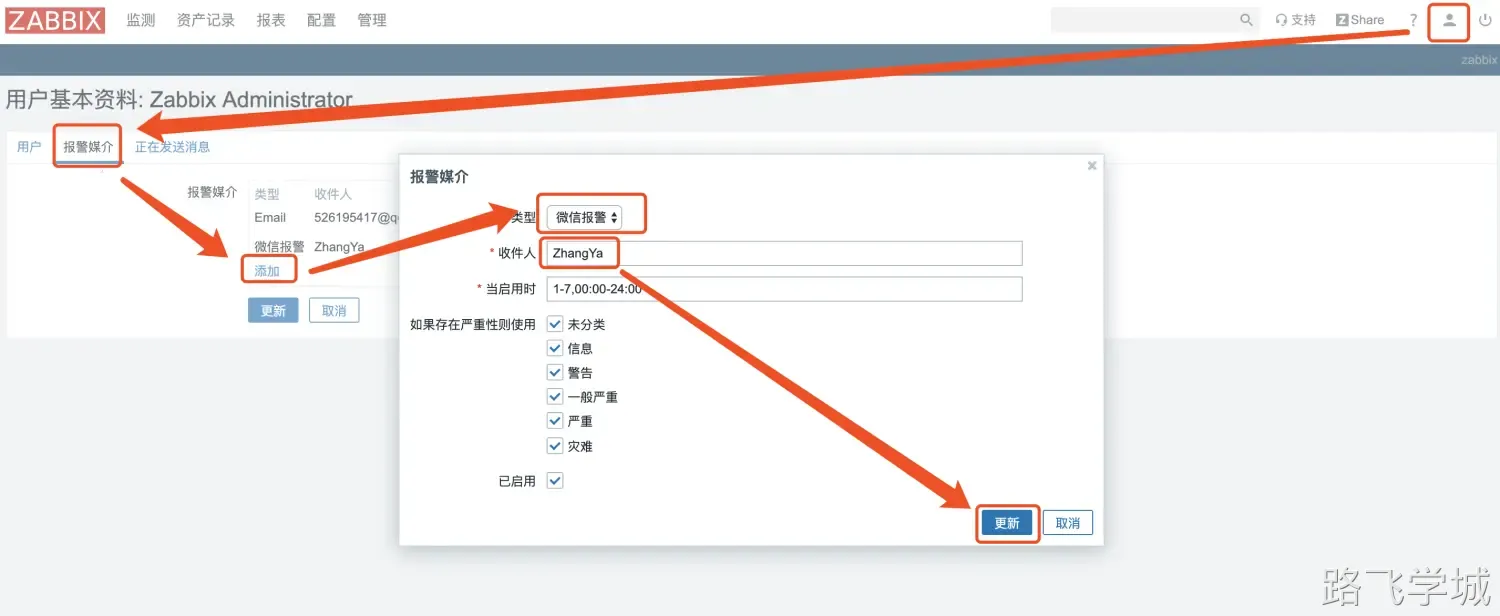 ZABBIX 监测 资产记录 报表 配置 管理 支持 Z Share ?
zabbix
用户基本资料: Zabbix Administrator
用户 报警媒介 正在发送消息
报警媒介 类型 收件人
Email 526195417@q
微信报警 ZhangYa
添加
更新 取消
报警媒介
类型 微信报警
* 收件人 ZhangYa
* 当启用时 1-7,00:00-24:00
如果存在严重性则使用 未分类
信息
警告
一般严重
严重
灾难
已启用
更新 取消
路飞学城